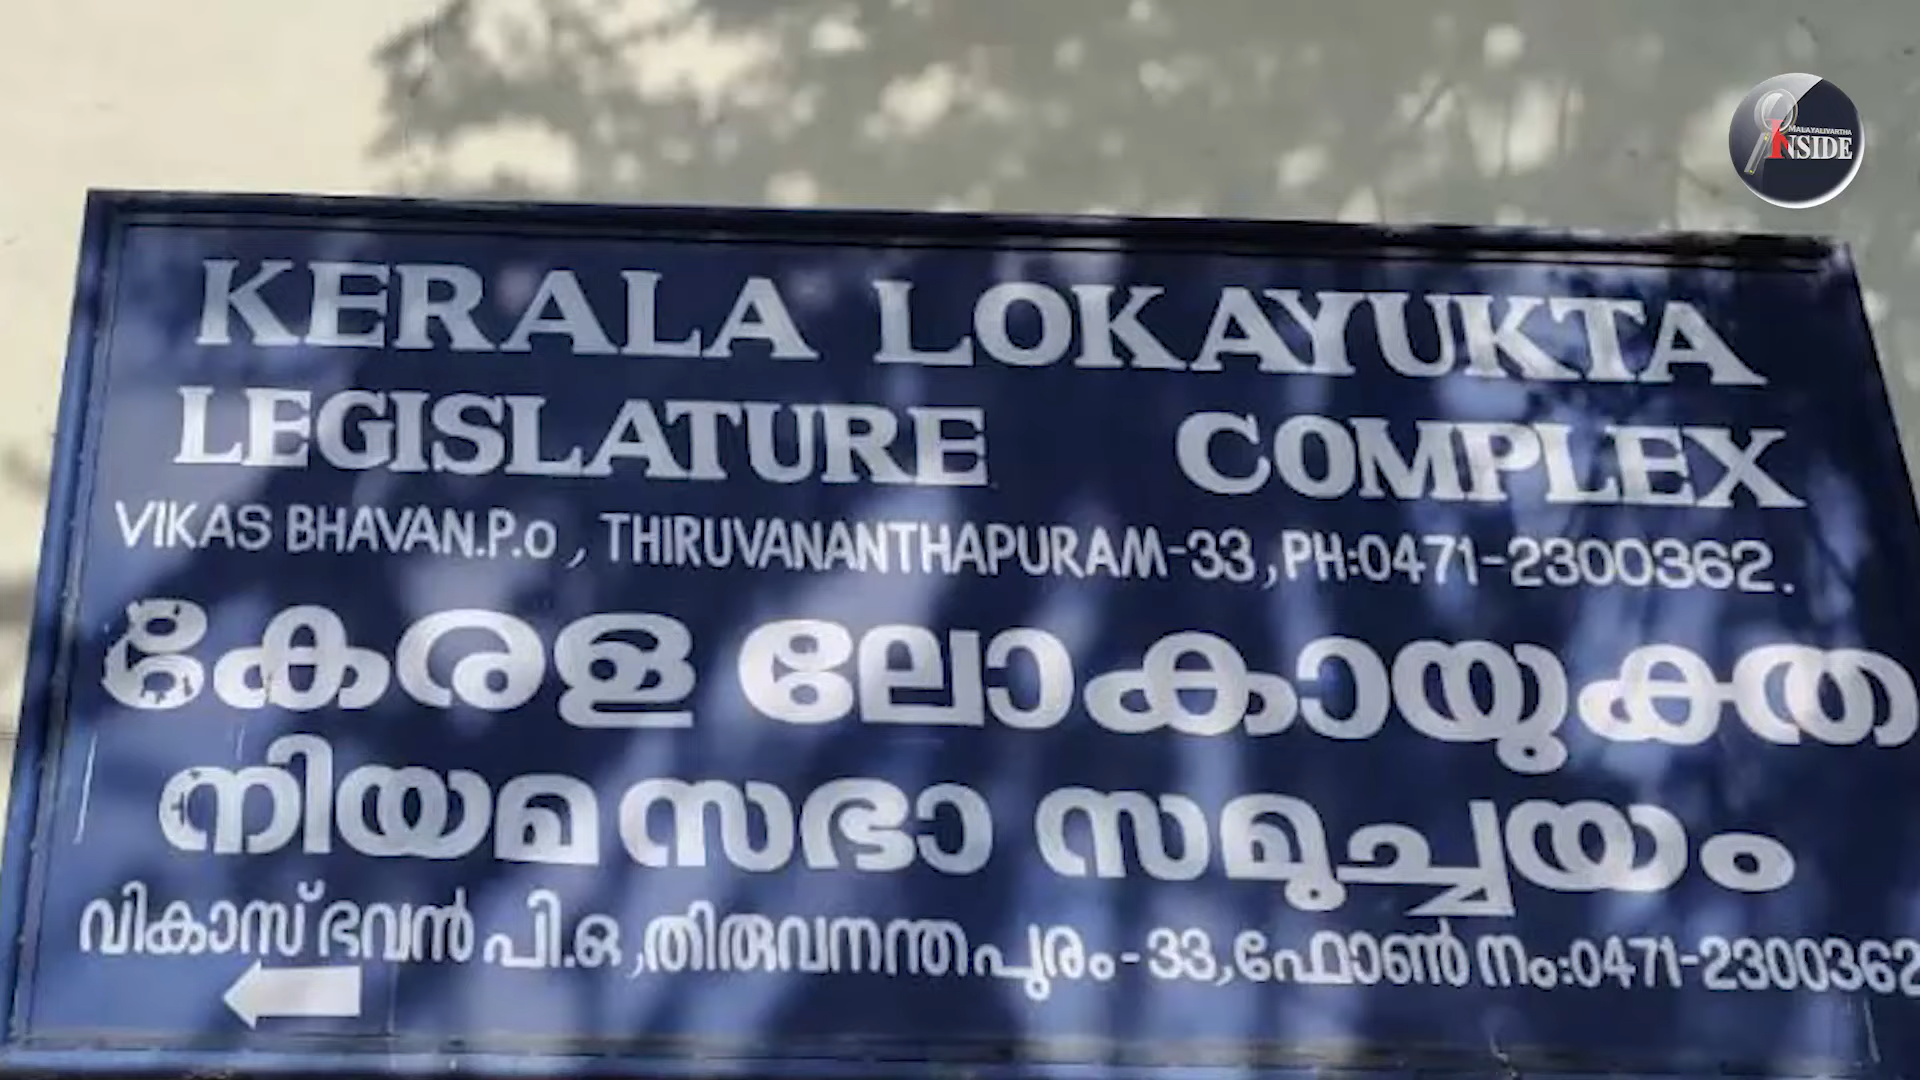 MALAYALIVARTHA
INSIDE
KERALA LOKAYUKTA
LEGISLATURE COMPLEX
VIKAS BHAVAN.P.o, THIRUVANANTHAPURAM-33, PH:0471-2300362.
കേരള ലോകായുക്ത
നിയമസഭാ സമുച്ചയം
വികാസ് ഭവൻ പി.ഒ,തിരുവനന്തപുരം-33,ഫോൺ നം:0471-2300362